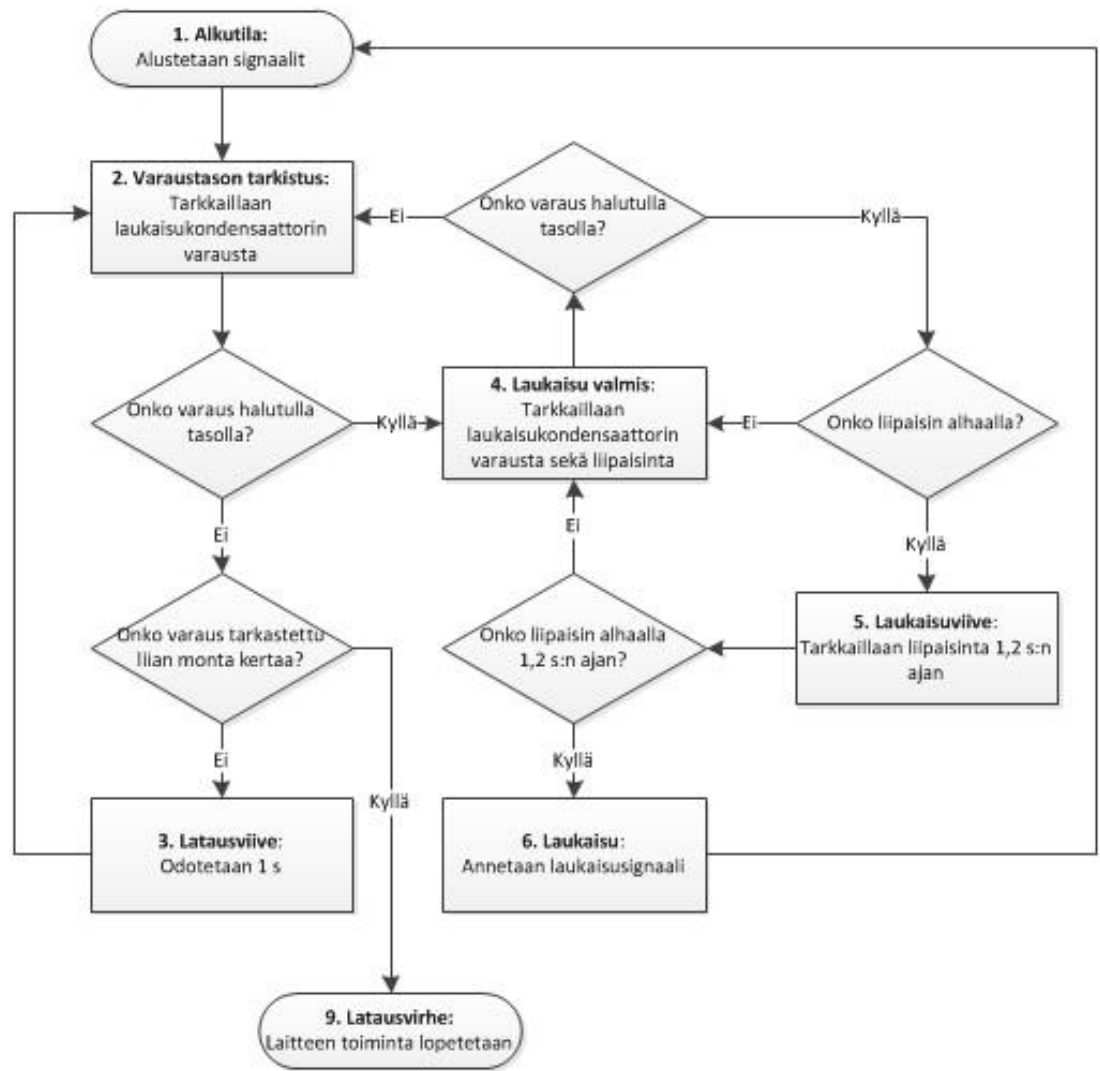 1. Alkutila:
Alustetaan signaalit
2. Varaustason tarkistus:
Tarkkaillaan
laukaisukondensaattorin
varausta
Ei
Onko varaus halutulla
tasolla?
Kyllä
Onko varaus halutulla
tasolla?
Kyllä
4. Laukaisu valmis:
Tarkkaillaan
laukaisukondensaattorin
varausta sekä liipaisinta
Ei
Onko liipaisin alhaalla?
Ei
Ei
Kyllä
Onko varaus tarkastettu
liian monta kertaa?
Onko liipaisin alhaalla
1,2 s:n ajan?
5. Laukaisuviive:
Tarkkaillaan liipaisinta 1,2 s:n
ajan
Ei
Kyllä
Kyllä
3. Latausviive:
Odotetaan 1 s
6. Laukaisu:
Annetaan laukaisusignaali
9. Latausvirhe:
Laitteen toiminta lopetetaan